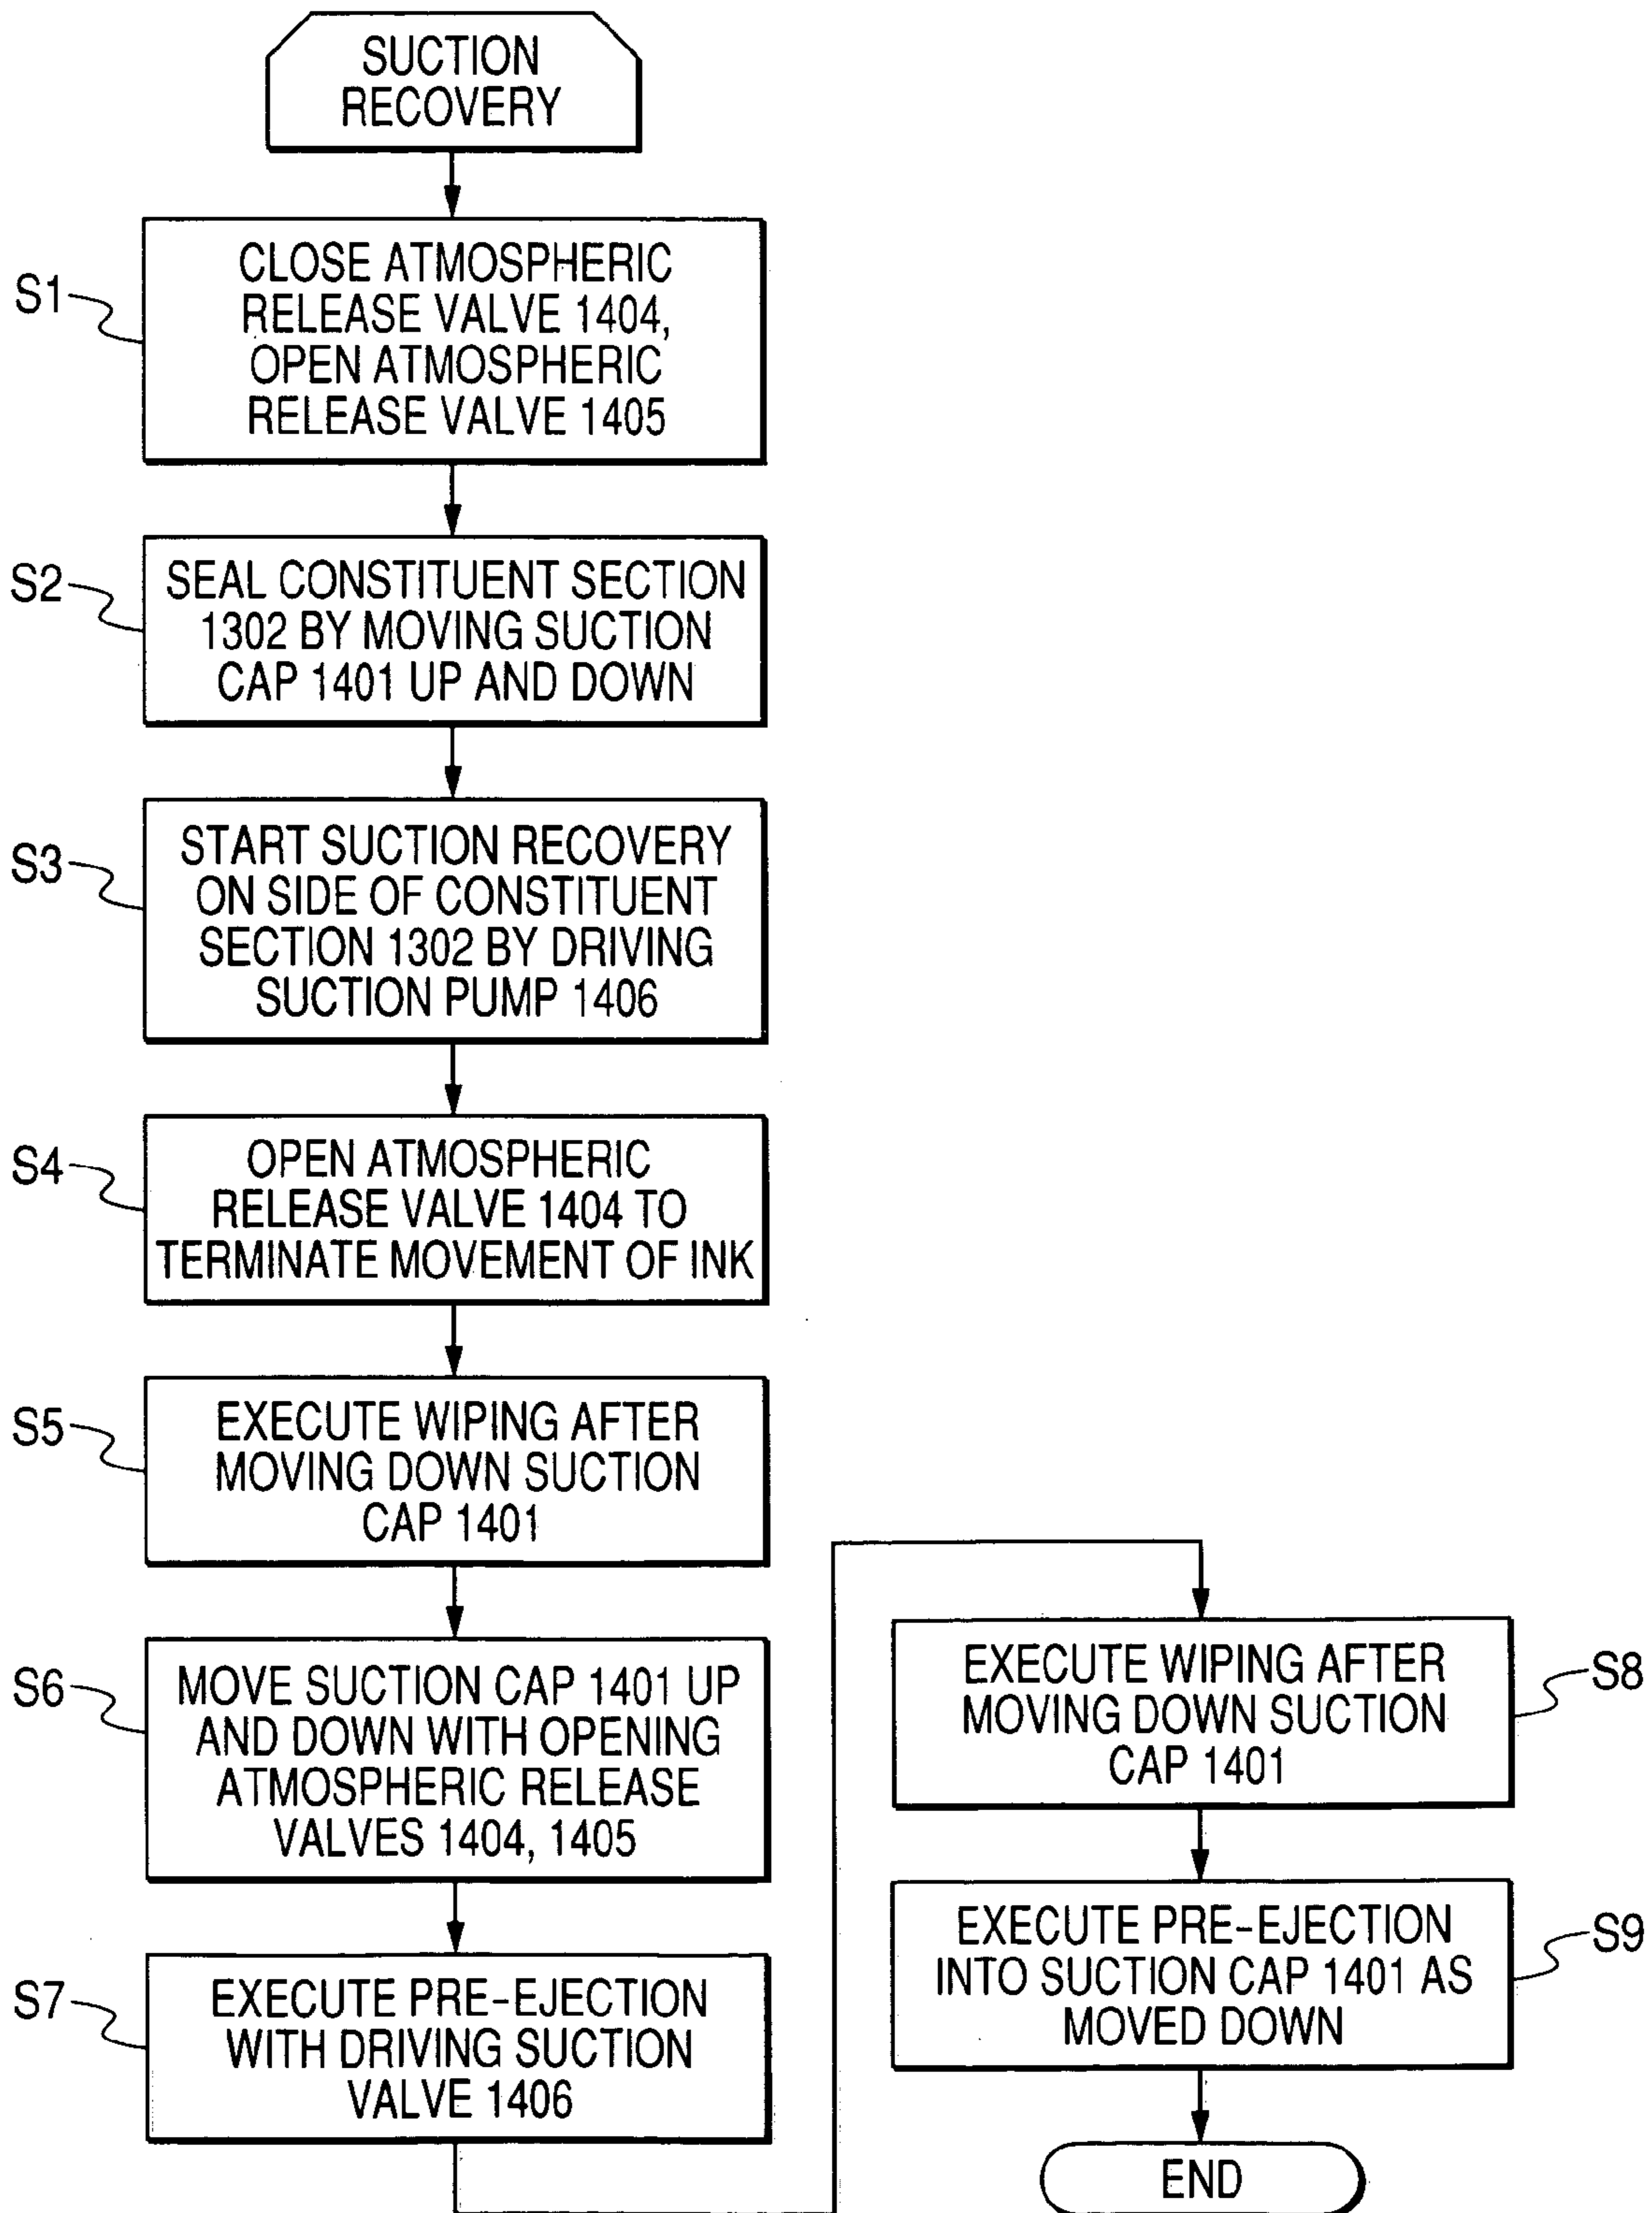 SUCTION
RECOVERY
S1
CLOSE ATMOSPHERIC
RELEASE VALVE 1404,
OPEN ATMOSPHERIC
RELEASE VALVE 1405
S2
SEAL CONSTITUENT SECTION
1302 BY MOVING SUCTION
CAP 1401 UP AND DOWN
S3
START SUCTION RECOVERY
ON SIDE OF CONSTITUENT
SECTION 1302 BY DRIVING
SUCTION PUMP 1406
S4
OPEN ATMOSPHERIC
RELEASE VALVE 1404 TO
TERMINATE MOVEMENT OF INK
S5
EXECUTE WIPING AFTER
MOVING DOWN SUCTION
CAP 1401
S6
MOVE SUCTION CAP 1401 UP
AND DOWN WITH OPENING
ATMOSPHERIC RELEASE
VALVES 1404, 1405
S7
EXECUTE PRE-EJECTION
WITH DRIVING SUCTION
VALVE 1406
S8
EXECUTE WIPING AFTER
MOVING DOWN SUCTION
CAP 1401
S9
EXECUTE PRE-EJECTION
INTO SUCTION CAP 1401 AS
MOVED DOWN
END